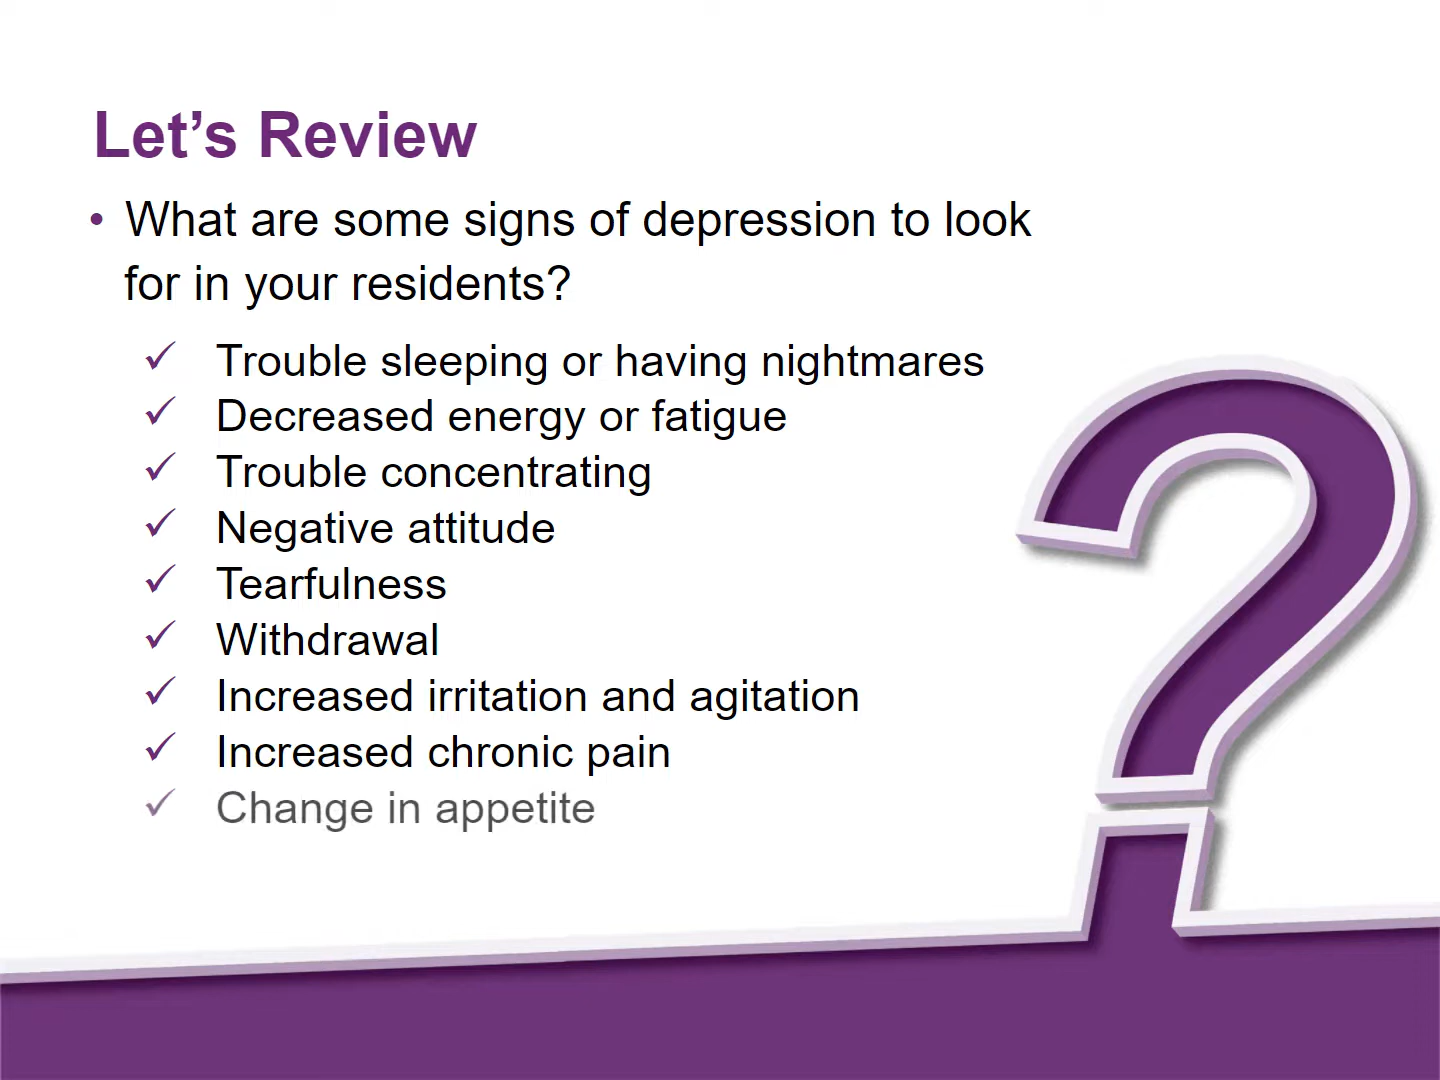 Let’s Review
• What are some signs of depression to look
for in your residents?
✓ Trouble sleeping or having nightmares
✓ Decreased energy or fatigue
✓ Trouble concentrating
✓ Negative attitude
✓ Tearfulness
✓ Withdrawal
✓ Increased irritation and agitation
✓ Increased chronic pain
✓ Change in appetite
?